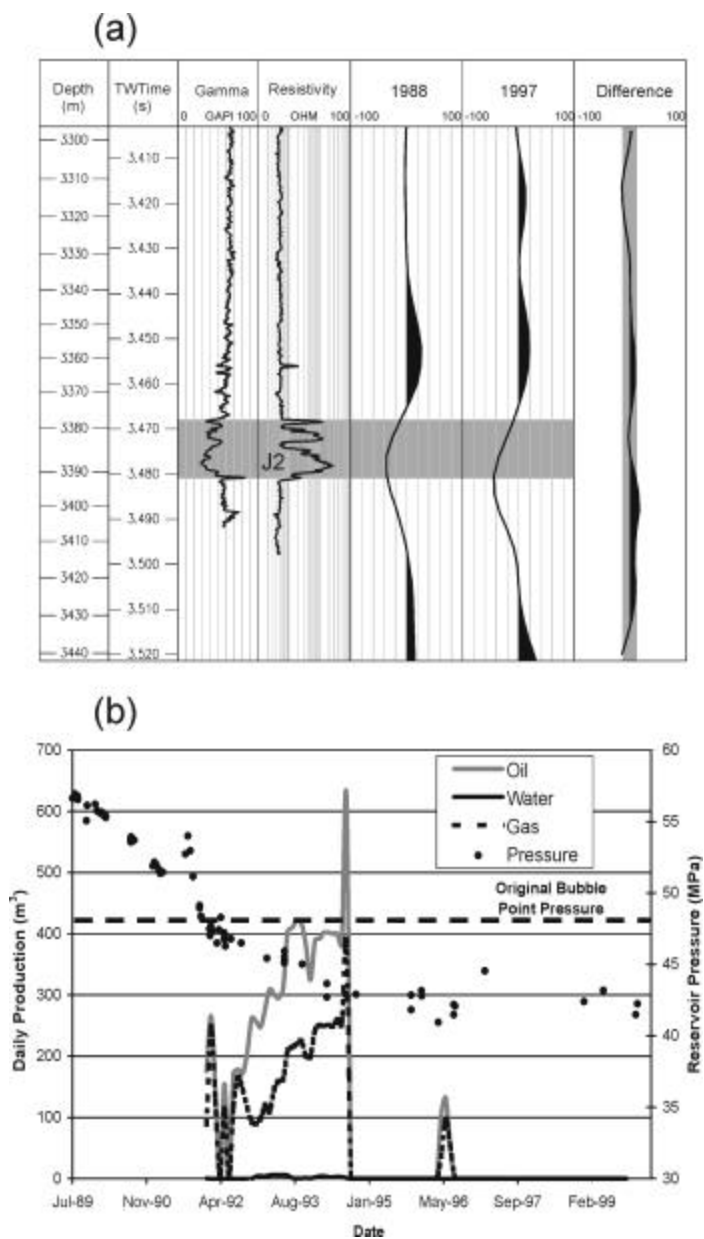 (a)
Depth (m) TWTime (s) Gamma Resistivity 1988 1997 Difference
0 GAPI 100 0 OHM 100 -100 100 -100 100 -100 100
3300
3310
3320
3330
3340
3350
3360
3370
3380
3390
3400
3410
3420
3430
3440
3.410
3.420
3.430
3.440
3.450
3.460
3.470
3.480
3.490
3.500
3.510
3.520
J2
(b)
700
600
500
400
300
200
100
0
Daily Production (m³)
Oil
Water
Gas
Pressure
Original Bubble
Point Pressure
60
55
50
45
40
35
30
Reservoir Pressure (MPa)
Jul-89 Nov-90 Apr-92 Aug-93 Jan-95 May-96 Sep-97 Feb-99
Date